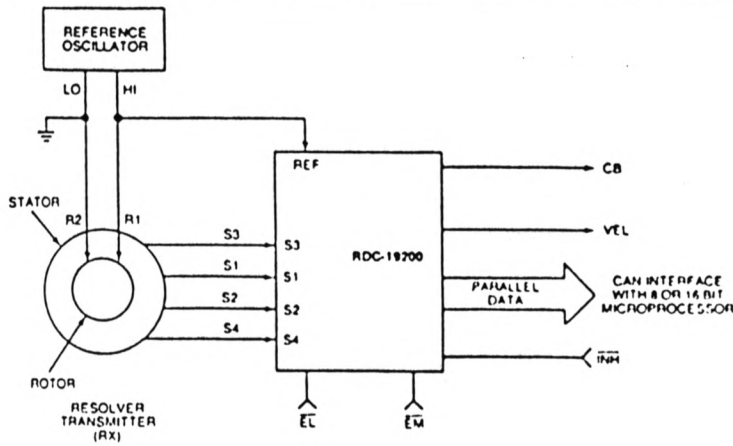 REFERENCE
OSCILLATOR
LO
HI
REF
CB
STATOR
R2
R1
VEL
S3
S3
RDC-19200
S1
S1
PARALLEL
DATA
CAN INTERFACE
WITH 8 OR 16 BIT
MICROPROCESSOR
S2
S2
S4
S4
INH
ROTOR
RESOLVER
TRANSMITTER
(RX)
EL
EM